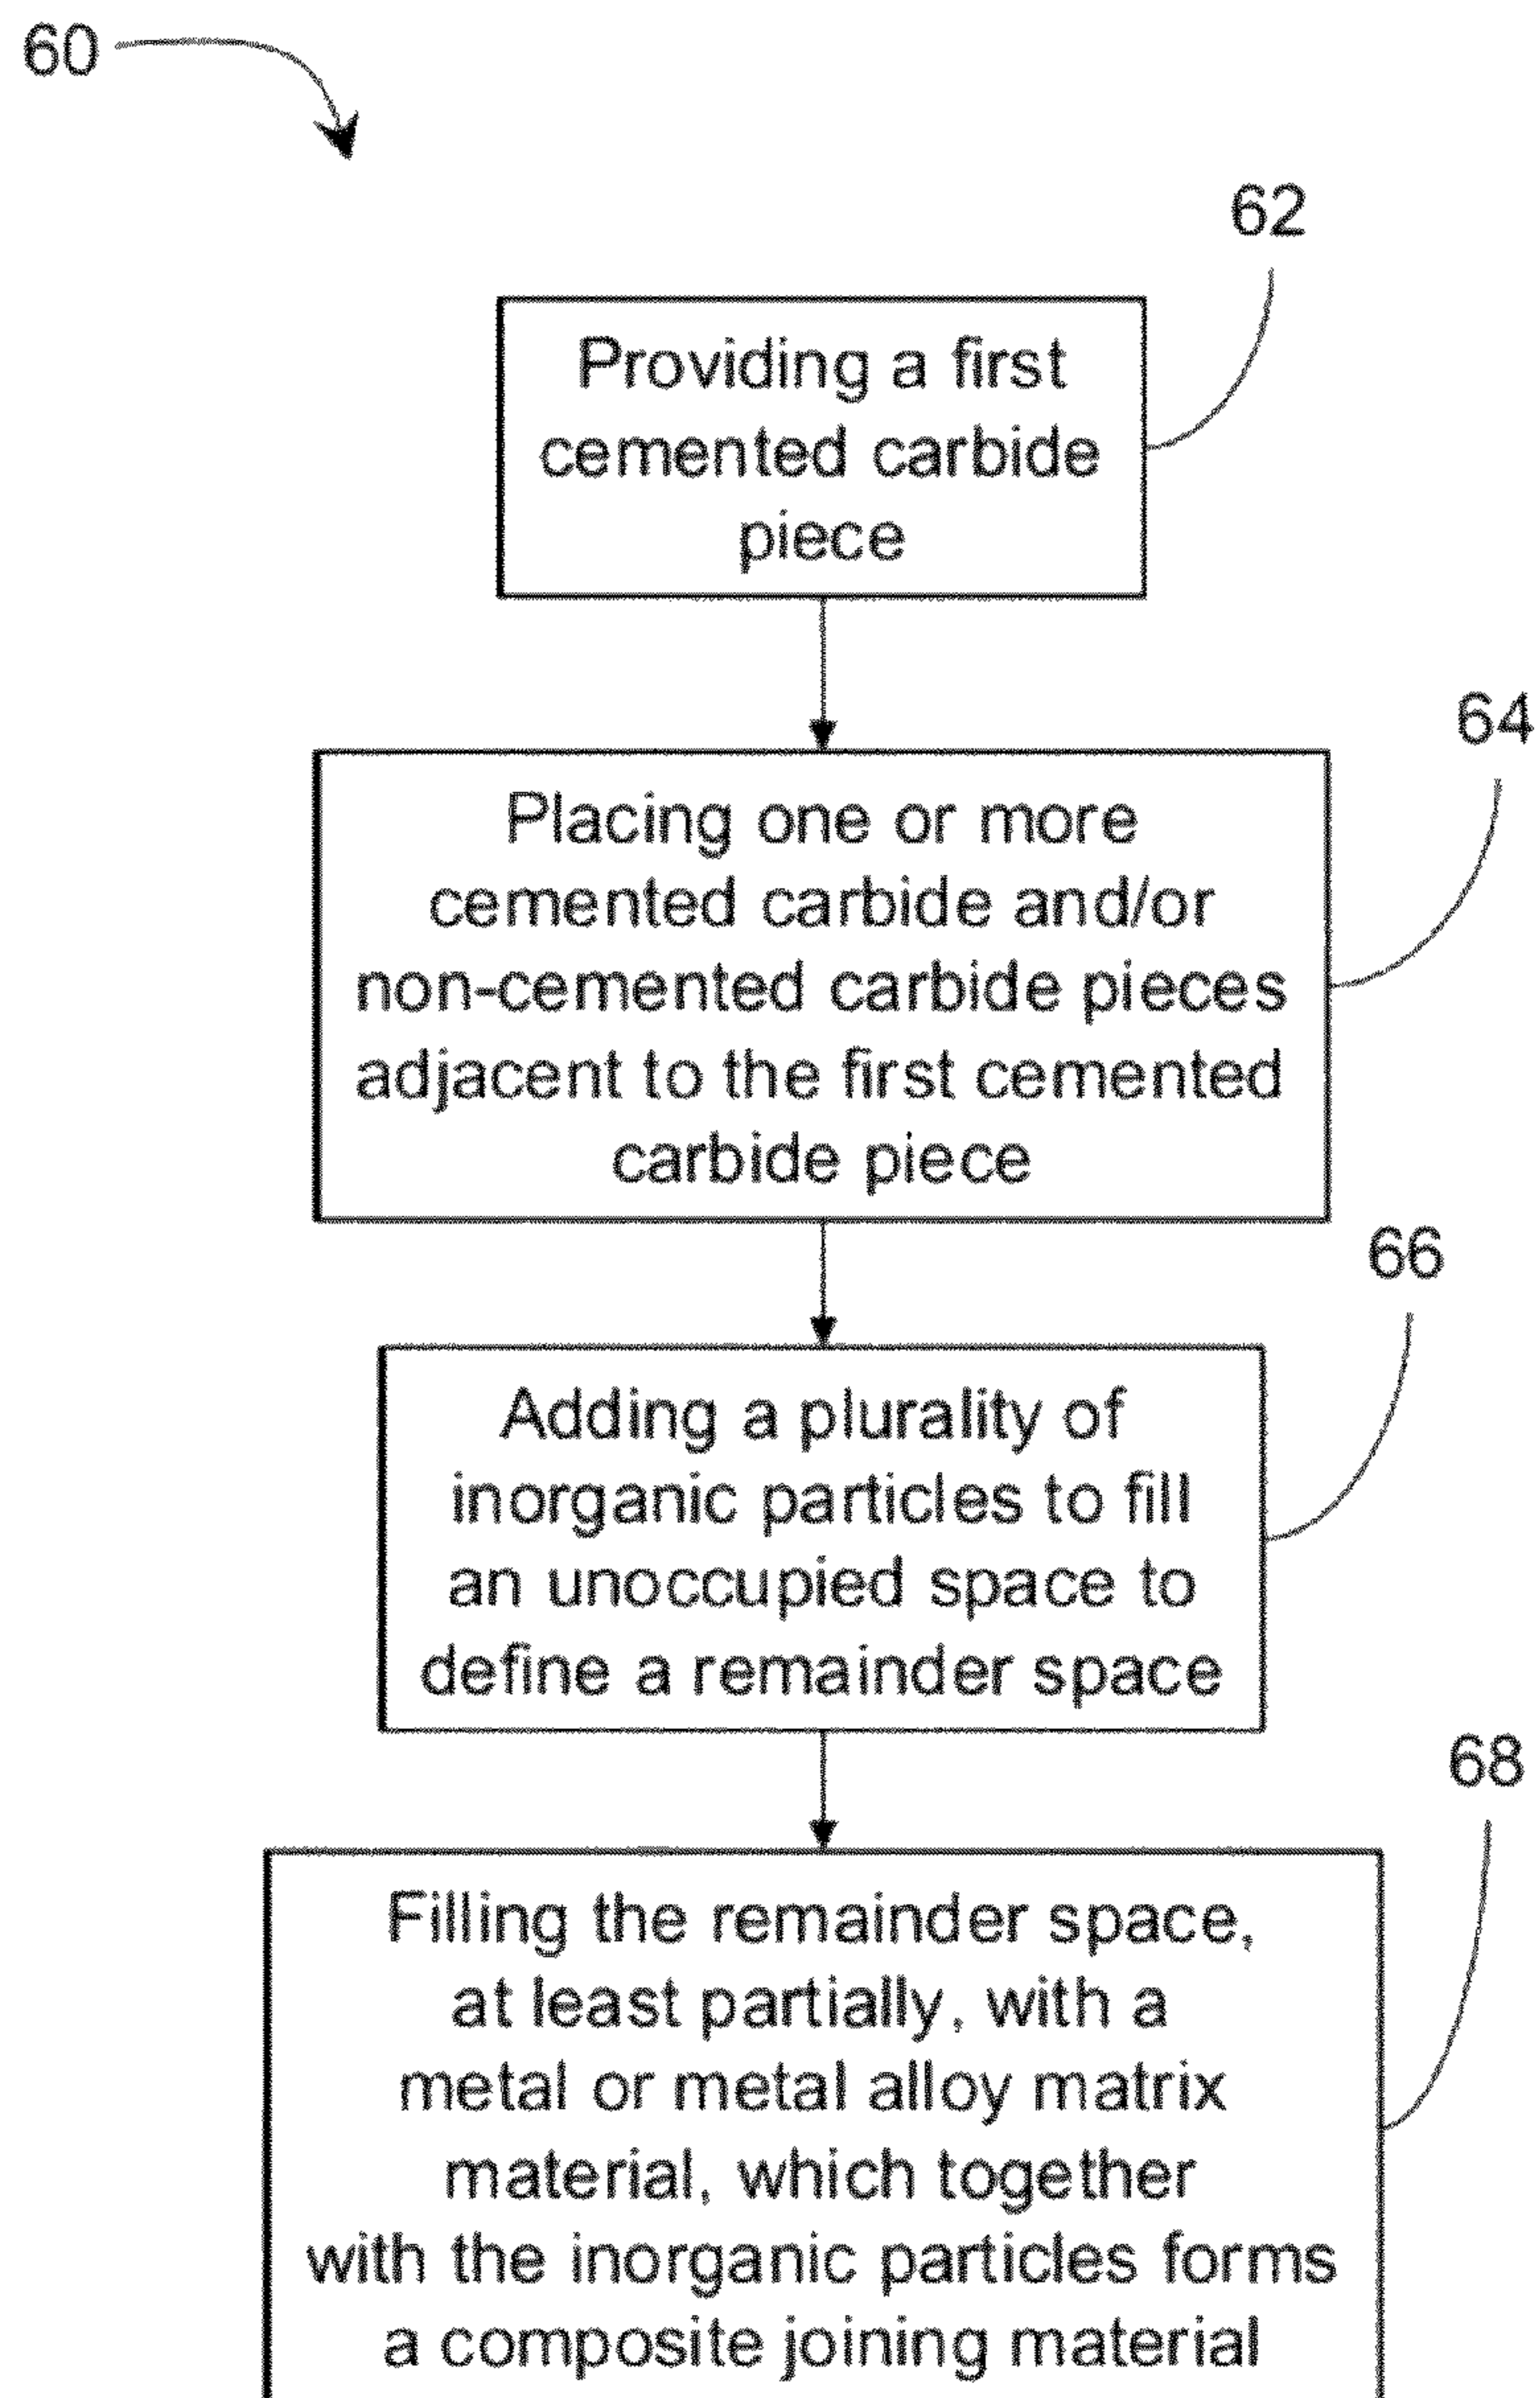 60
62
Providing a first
cemented carbide
piece
64
Placing one or more
cemented carbide and/or
non-cemented carbide pieces
adjacent to the first cemented
carbide piece
66
Adding a plurality of
inorganic particles to fill
an unoccupied space to
define a remainder space
68
Filling the remainder space,
at least partially, with a
metal or metal alloy matrix
material, which together
with the inorganic particles forms
a composite joining material